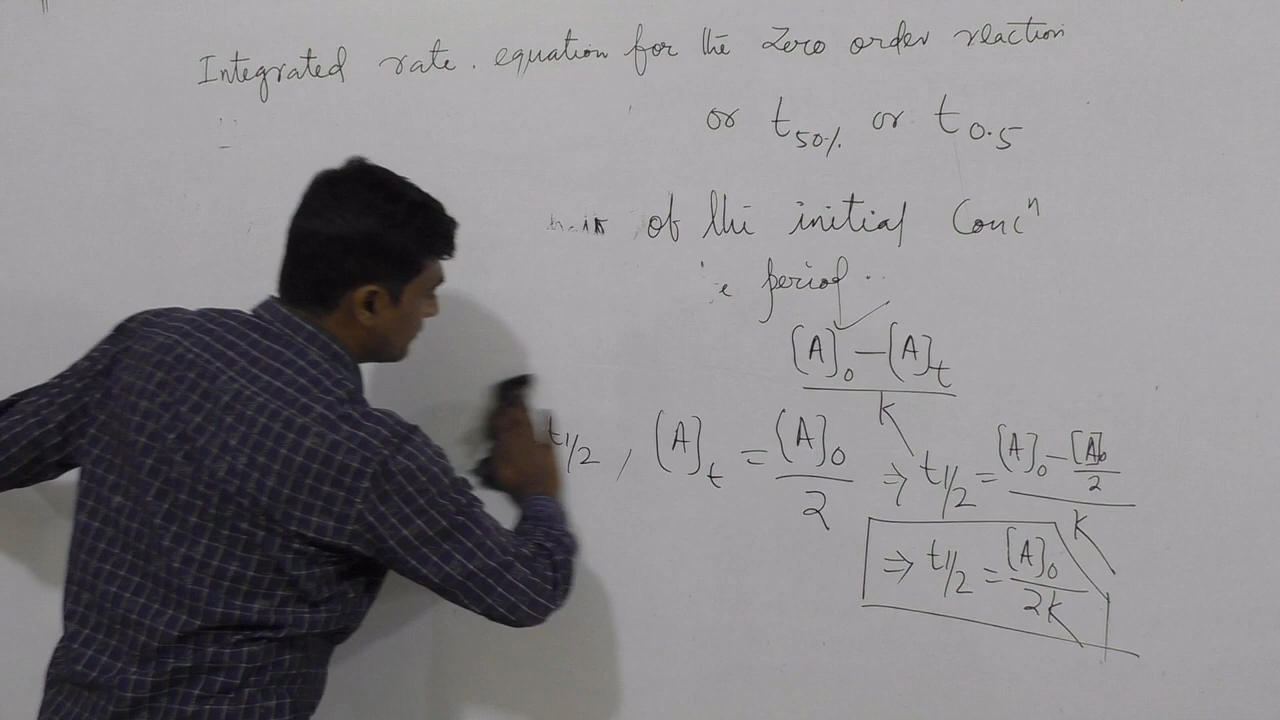 Integrated rate. equation for the Zero order reaction
or t50% or t0.5
of the initial Concⁿ
e period
[A]₀ – [A]t / K
t1/2, [A]t = [A]₀ / 2 ⇒ t1/2 = [A]₀ – [A]₀/2 / K
⇒ t1/2 = [A]₀ / 2K